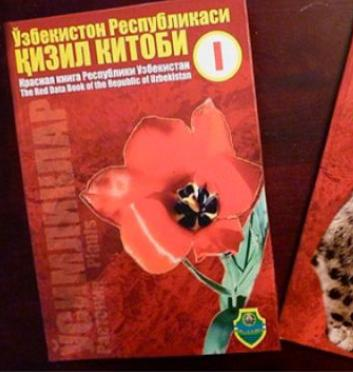 Ўзбекистон Республикаси
ҚИЗИЛ КИТОБИ
I
Красная книга Республики Узбекистан
The Red Data Book of the Republic of Uzbekistan
ЎСИМЛИКЛАР
Растения Plants